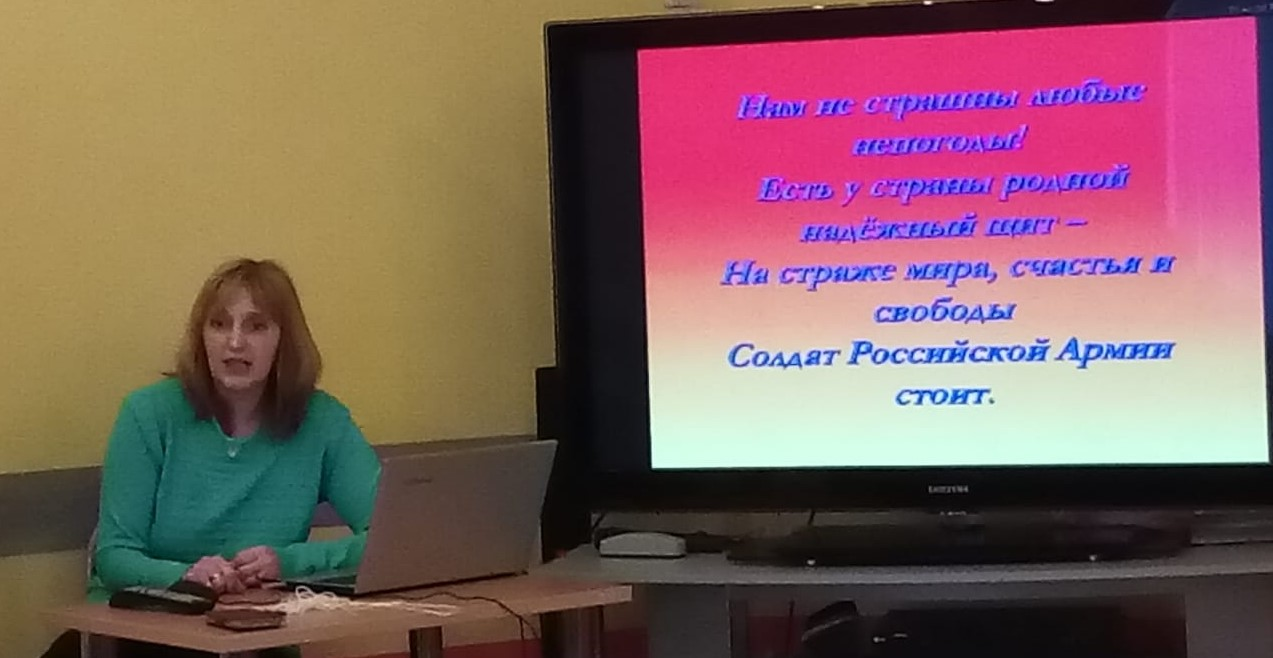 Нам не страшны любые
непогоды!
Есть у страны родной
надёжный щит –
На страже мира, счастья и
свободы
Солдат Российской Армии
стоит.
SAMSUNG